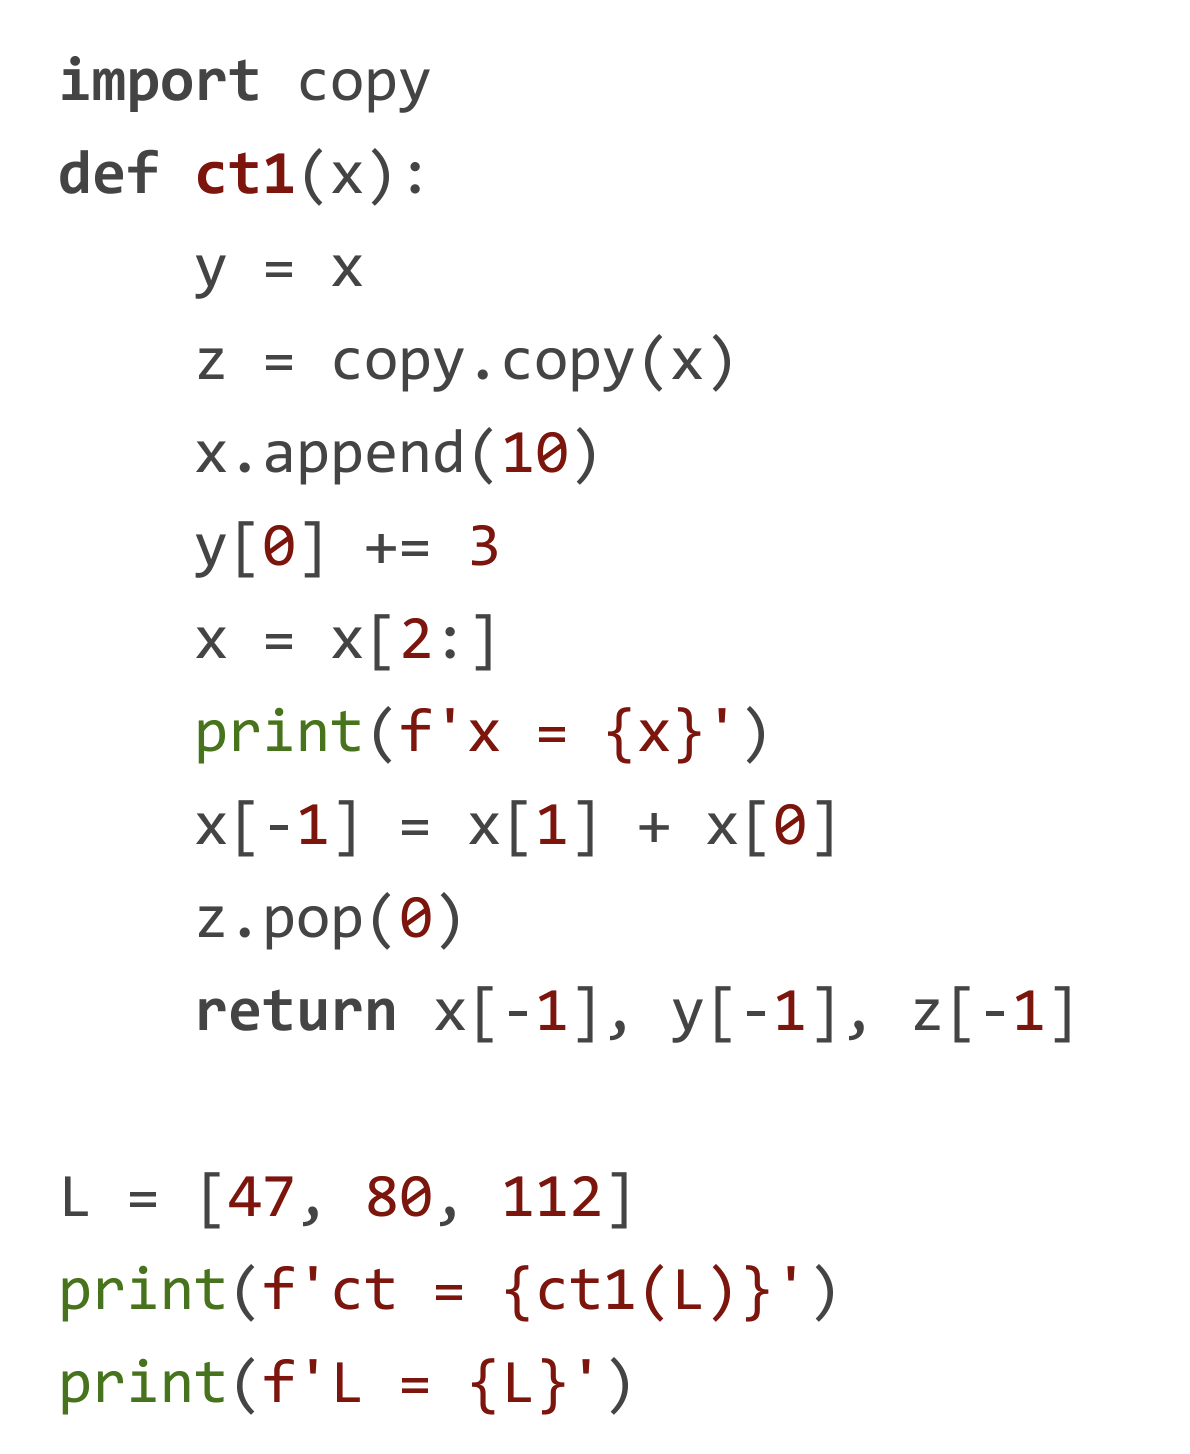 import copy
def ct1(x):
    y = x
    z = copy.copy(x)
    x.append(10)
    y[0] += 3
    x = x[2:]
    print(f'x = {x}')
    x[-1] = x[1] + x[0]
    z.pop(0)
    return x[-1], y[-1], z[-1]

L = [47, 80, 112]
print(f'ct = {ct1(L)}')
print(f'L = {L}')